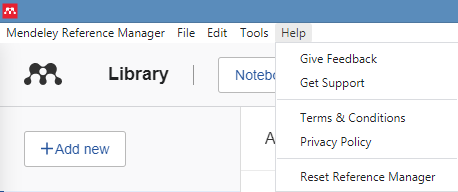 Mendeley Reference Manager File Edit Tools Help
Give Feedback
Get Support
Library Notebo
Terms & Conditions
Privacy Policy
+ Add new
A
Reset Reference Manager